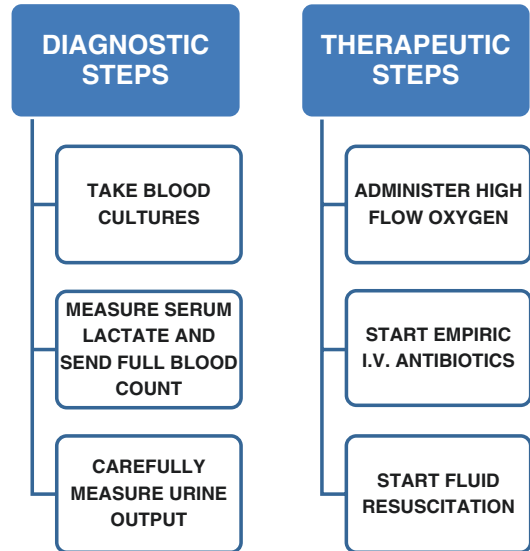 DIAGNOSTIC
STEPS
TAKE BLOOD
CULTURES
MEASURE SERUM
LACTATE AND
SEND FULL BLOOD
COUNT
CAREFULLY
MEASURE URINE
OUTPUT
THERAPEUTIC
STEPS
ADMINISTER HIGH
FLOW OXYGEN
START EMPIRIC
I.V. ANTIBIOTICS
START FLUID
RESUSCITATION